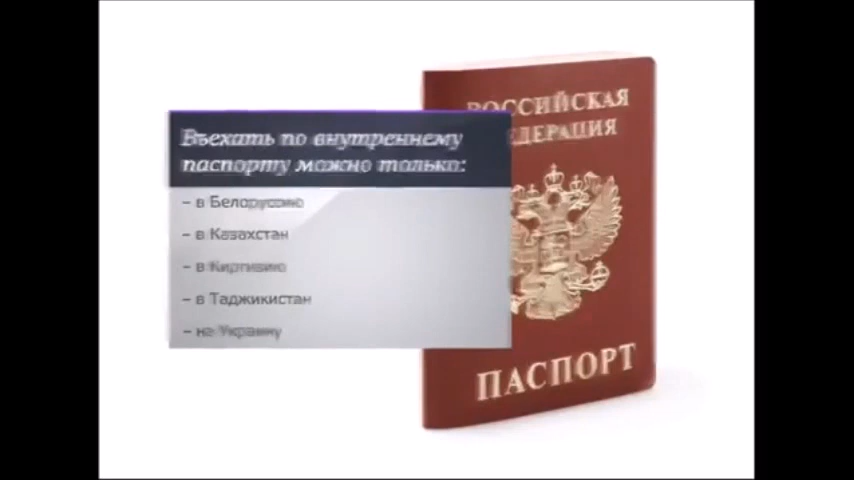 Въехать по внутреннему
паспорту можно только:
– в Белоруссию
– в Казахстан
– в Киргизию
– в Таджикистан
– на Украину
РОССИЙСКАЯ
ФЕДЕРАЦИЯ
ПАСПОРТ